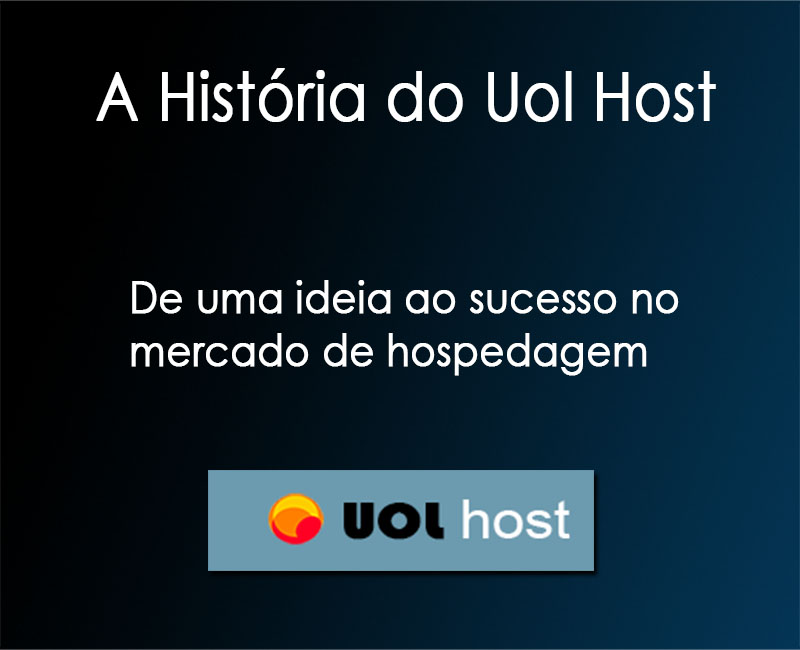 A História do Uol Host
De uma ideia ao sucesso no
mercado de hospedagem
UOL host